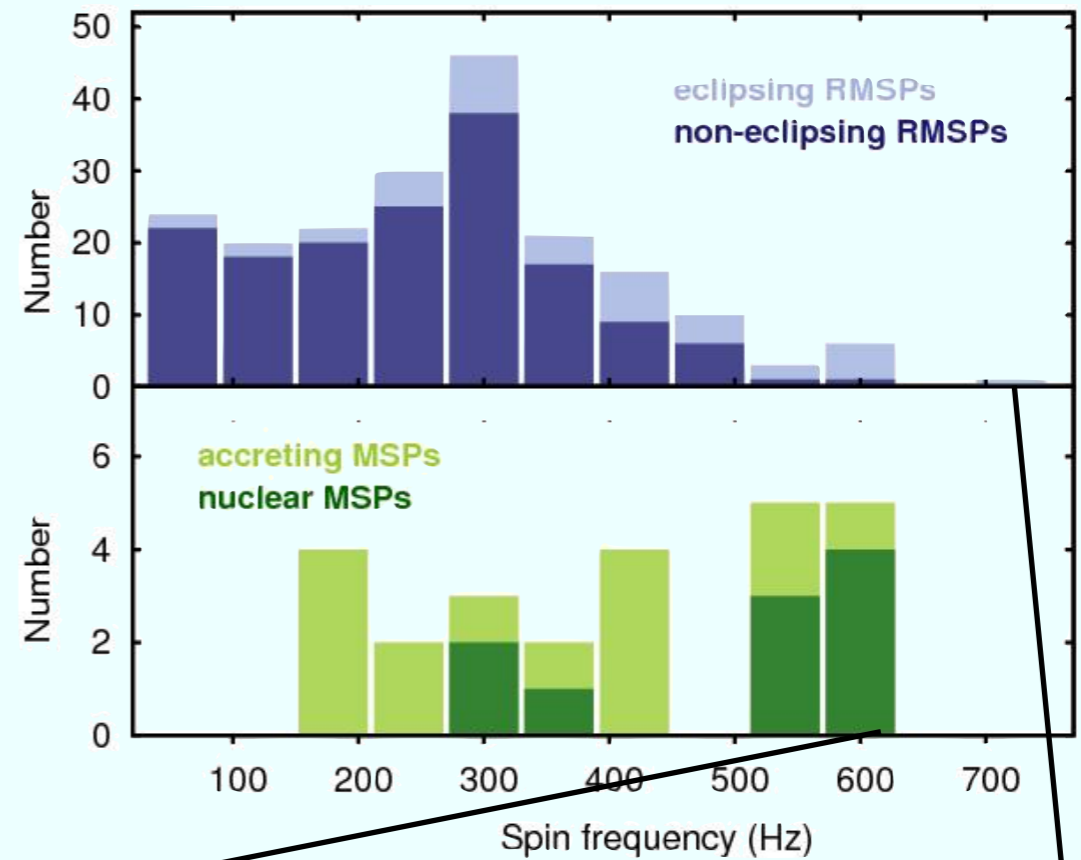 50
40
30
20
10
0
Number
eclipsing RMSPs
non-eclipsing RMSPs
6
4
2
0
Number
accreting MSPs
nuclear MSPs
100 200 300 400 500 600 700
Spin frequency (Hz)